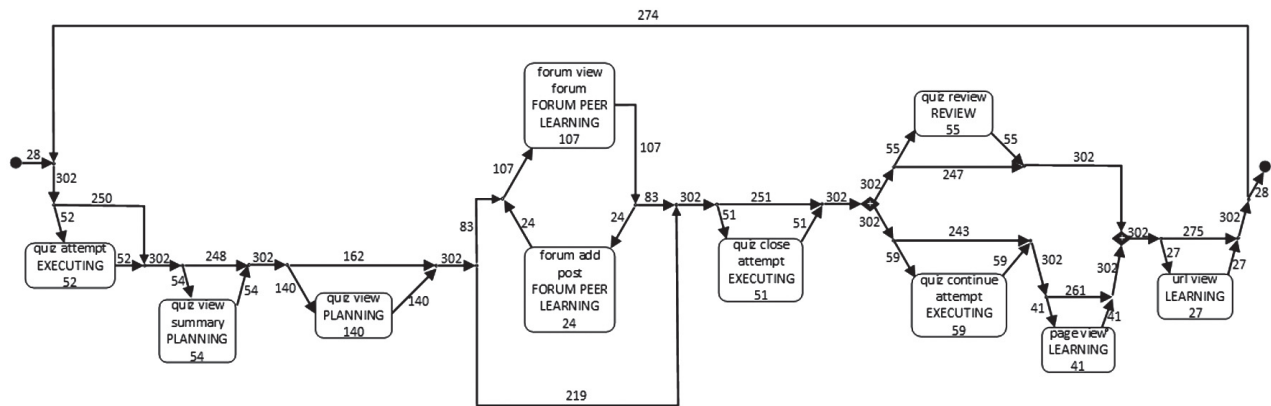 274
28
302
250
52
quiz attempt
EXECUTING
52
52
302
248
54
54
quiz view
summary
PLANNING
54
302
162
140
140
quiz view
PLANNING
140
302
83
219
107
forum view
forum
FORUM PEER
LEARNING
107
107
24
24
forum add
post
FORUM PEER
LEARNING
24
83
302
251
51
51
quiz close
attempt
EXECUTING
51
302
302
55
quiz review
REVIEW
55
55
247
302
302
243
59
59
quiz continue
attempt
EXECUTING
59
302
261
41
41
page view
LEARNING
41
302
302
275
27
27
url view
LEARNING
27
302
28